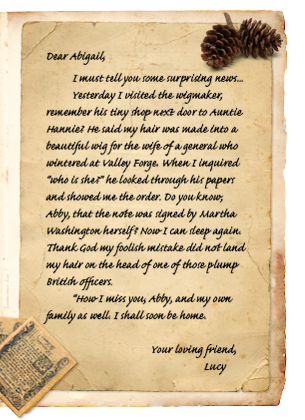 Dear Abigail,
I must tell you some surprising news...
Yesterday I visited the wigmaker,
remember his tiny shop next door to Auntie
Hannie? He said my hair was made into a
beautiful wig for the wife of a general who
wintered at Valley Forge. When I inquired
"who is she?" he looked through his papers
and showed me the order. Do you know,
Abby, that the note was signed by Martha
Washington herself? Now I can sleep again.
Thank God my foolish mistake did not land
my hair on the head of one of those plump
British officers.
"How I miss you, Abby, and my own
family as well. I shall soon be home.
Your loving friend,
Lucy